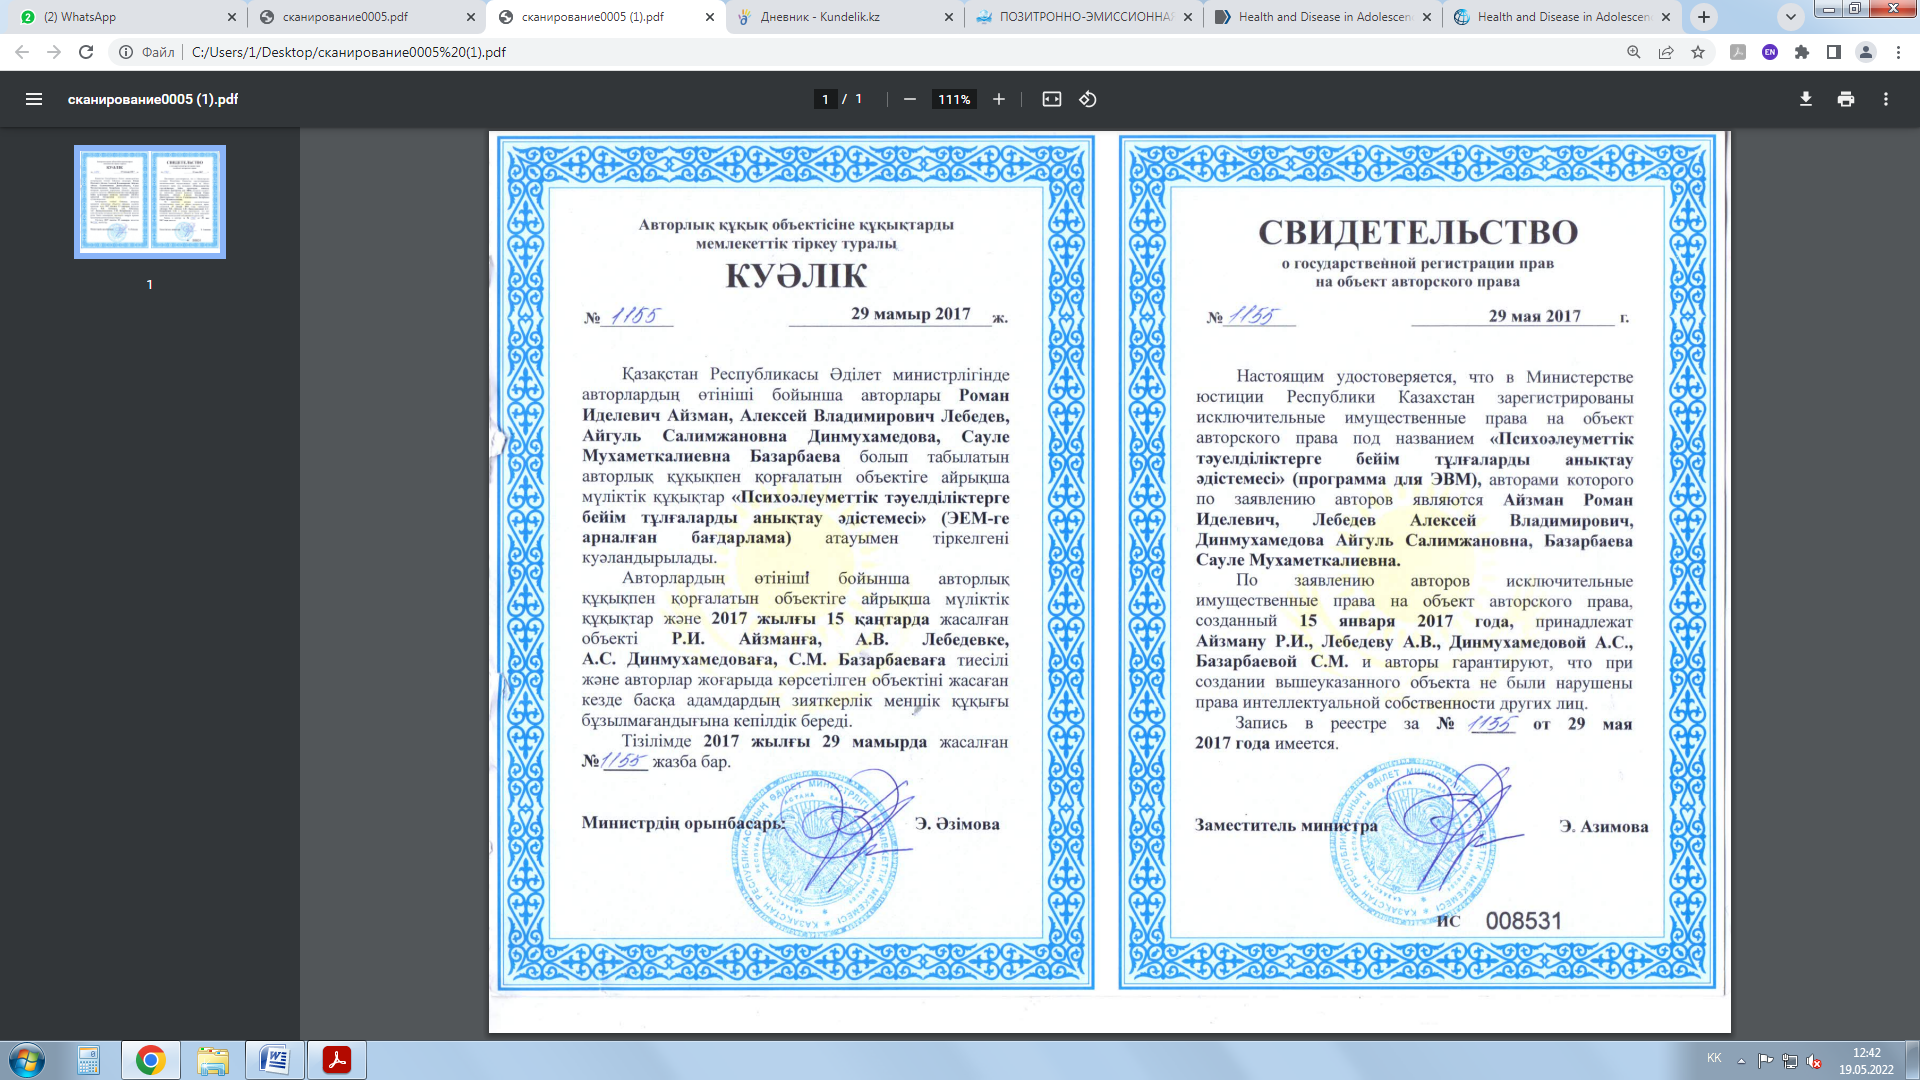 (2) WhatsApp
сканирование0005.pdf
сканирование0005 (1).pdf
Дневник - Kundelik.kz
ПОЗИТРОННО-ЭМИССИОННАЯ
Health and Disease in Adolescen
Health and Disease in Adolescen
Файл
C:/Users/1/Desktop/сканирование0005%20(1).pdf
EN
сканирование0005 (1).pdf
1 / 1
111%
1
Авторлық құқық объектісіне құқықтарды
мемлекеттік тіркеу туралы
КУӘЛІК
№ 1155
29 мамыр 2017 ж.
Қазақстан Республикасы Әділет министрлігінде
авторлардың өтініші бойынша авторлары Роман
Иделевич Айзман, Алексей Владимирович Лебедев,
Айгуль Салимжановна Динмухамедова, Сауле
Мухаметкалиевна Базарбаева болып табылатын
авторлық құқықпен қорғалатын объектіге айрықша
мүліктік құқықтар «Психоәлеуметтік тәуелділіктерге
бейім тұлғаларды анықтау әдістемесі» (ЭЕМ-ге
арналған бағдарлама) атауымен тіркелгені
куәландырылады.
Авторлардың өтініші бойынша авторлық
құқықпен қорғалатын объектіге айрықша мүліктік
құқықтар және 2017 жылғы 15 қаңтарда жасалған
объекті Р.И. Айзманға, А.В. Лебедевке,
А.С. Динмухамедоваға, С.М. Базарбаеваға тиесілі
және авторлар жоғарыда көрсетілген объектіні жасаған
кезде басқа адамдардың зияткерлік меншік құқығы
бұзылмағандығына кепілдік береді.
Тізілімде 2017 жылғы 29 мамырда жасалған
№ 1155 жазба бар.
Министрдің орынбасары:
Э. Әзімова
СВИДЕТЕЛЬСТВО
о государственной регистрации прав
на объект авторского права
№ 1155
29 мая 2017 г.
Настоящим удостоверяется, что в Министерстве
юстиции Республики Казахстан зарегистрированы
исключительные имущественные права на объект
авторского права под названием «Психоәлеуметтік
тәуелділіктерге бейім тұлғаларды анықтау
әдістемесі» (программа для ЭВМ), авторами которого
по заявлению авторов являются Айзман Роман
Иделевич, Лебедев Алексей Владимирович,
Динмухамедова Айгуль Салимжановна, Базарбаева
Сауле Мухаметкалиевна.
По заявлению авторов исключительные
имущественные права на объект авторского права,
созданный 15 января 2017 года, принадлежат
Айзману Р.И., Лебедеву А.В., Динмухамедовой А.С.,
Базарбаевой С.М. и авторы гарантируют, что при
создании вышеуказанного объекта не были нарушены
права интеллектуальной собственности других лиц.
Запись в реестре за № 1155 от 29 мая
2017 года имеется.
Заместитель министра
Э. Азимова
ИС 008531
KK
12:42
19.05.2022